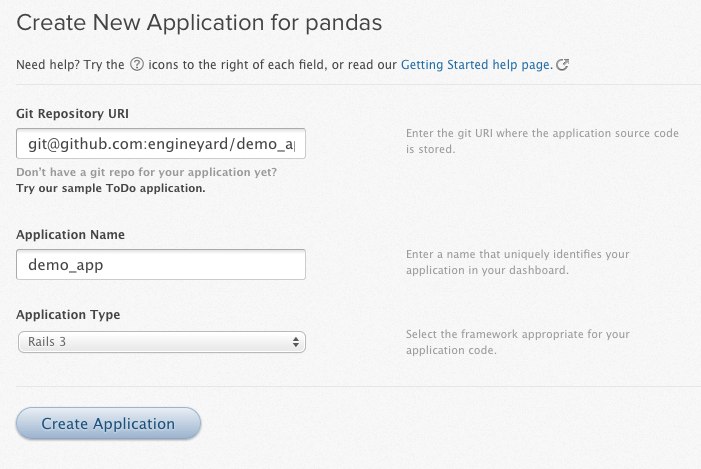 Create New Application for pandas
Need help? Try the ? icons to the right of each field, or read our Getting Started help page.
Git Repository URI
git@github.com:engineyard/demo_a
Enter the git URI where the application source code
is stored.
Don't have a git repo for your application yet?
Try our sample ToDo application.
Application Name
demo_app
Enter a name that uniquely identifies your
application in your dashboard.
Application Type
Rails 3
Select the framework appropriate for your
application code.
Create Application